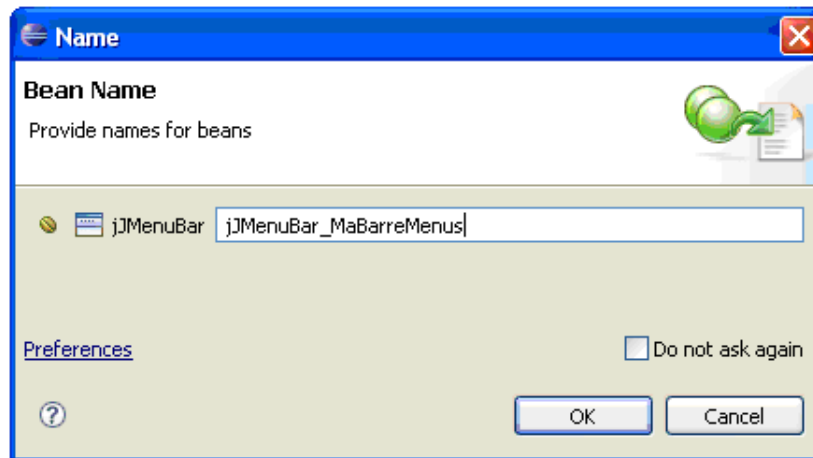 Name
Bean Name
Provide names for beans
jJMenuBar jJMenuBar_MaBarreMenus
Preferences Do not ask again
? OK Cancel